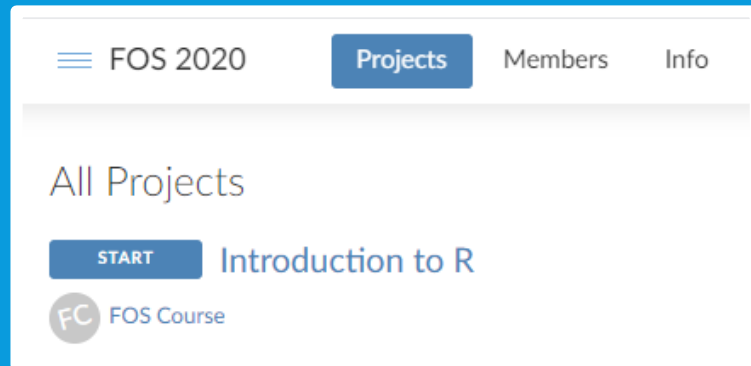 FOS 2020 Projects Members Info
All Projects
START Introduction to R
FC FOS Course